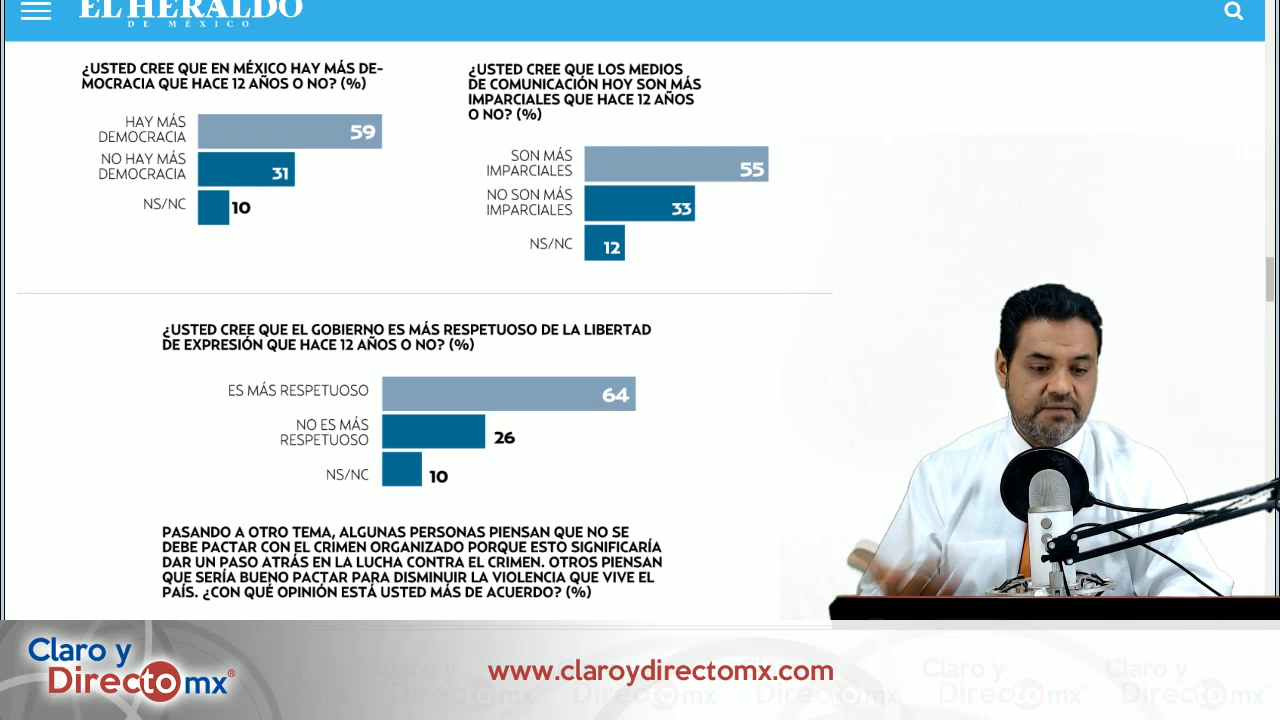 EL HERALDO
DE MÉXICO
¿USTED CREE QUE EN MÉXICO HAY MÁS DE-
MOCRACIA QUE HACE 12 AÑOS O NO? (%)
HAY MÁS
DEMOCRACIA
59
NO HAY MÁS
DEMOCRACIA
31
NS/NC
10
¿USTED CREE QUE LOS MEDIOS
DE COMUNICACIÓN HOY SON MÁS
IMPARCIALES QUE HACE 12 AÑOS
O NO? (%)
SON MÁS
IMPARCIALES
55
NO SON MÁS
IMPARCIALES
33
NS/NC
12
¿USTED CREE QUE EL GOBIERNO ES MÁS RESPETUOSO DE LA LIBERTAD
DE EXPRESIÓN QUE HACE 12 AÑOS O NO? (%)
ES MÁS RESPETUOSO
64
NO ES MÁS
RESPETUOSO
26
NS/NC
10
PASANDO A OTRO TEMA, ALGUNAS PERSONAS PIENSAN QUE NO SE
DEBE PACTAR CON EL CRIMEN ORGANIZADO PORQUE ESTO SIGNIFICARÍA
DAR UN PASO ATRÁS EN LA LUCHA CONTRA EL CRIMEN. OTROS PIENSAN
QUE SERÍA BUENO PACTAR PARA DISMINUIR LA VIOLENCIA QUE VIVE EL
PAÍS. ¿CON QUÉ OPINIÓN ESTÁ USTED MÁS DE ACUERDO? (%)
Claro y
Directomx®
www.claroydirectomx.com